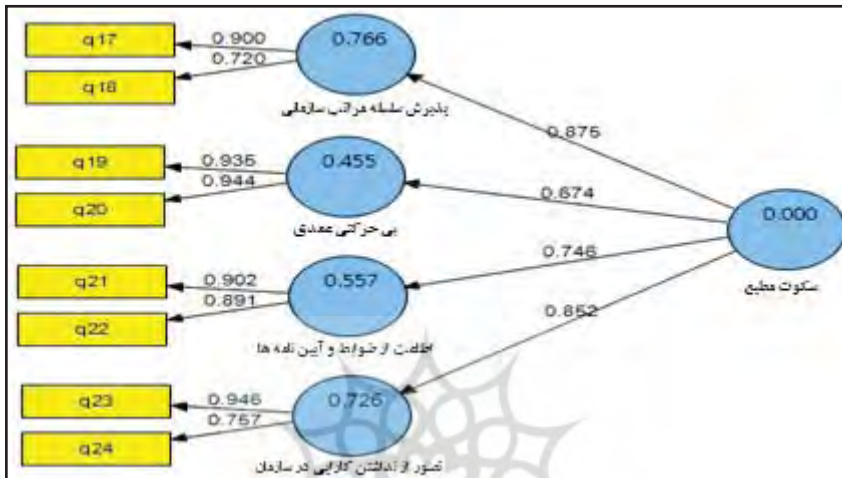 q17
0.900
0.766
q18
0.720
پذیرش سلسله مراتب سازمانی
0.875
q19
0.935
0.455
q20
0.944
بی حرکتی عمدی
0.674
0.000
سکوت مطیع
q21
0.902
0.557
q22
0.891
اطاعت از ضوابط و آیین نامه ها
0.746
q23
0.946
0.726
q24
0.757
تصور از نداشتن کارایی در سازمان
0.852